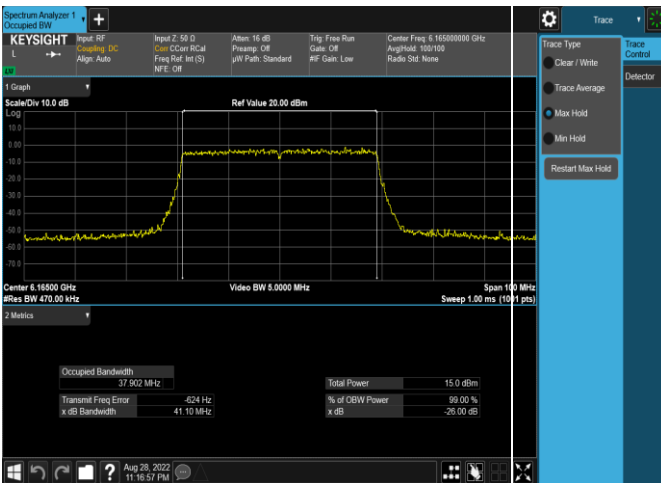 Spectrum Analyzer 1
Occupied BW
KEYSIGHT
L
Input: RF
Coupling: DC
Align: Auto
Input Z: 50 Ω
Corr CCorr RCal
Freq Ref: Int (S)
NFE: Off
Atten: 16 dB
Preamp: Off
µW Path: Standard
Trig: Free Run
Gate: Off
#IF Gain: Low
Center Freq: 6.165000000 GHz
Avg|Hold: 100/100
Radio Std: None
1 Graph
Scale/Div 10.0 dB
Ref Value 20.00 dBm
Log
10.0
0.00
-10.0
-20.0
-30.0
-40.0
-50.0
-60.0
-70.0
Center 6.16500 GHz
Video BW 5.0000 MHz
Span 100 MHz
#Res BW 470.00 kHz
Sweep 1.00 ms (1001 pts)
2 Metrics
Occupied Bandwidth
37.902 MHz
Transmit Freq Error -624 Hz
x dB Bandwidth 41.10 MHz
Total Power 15.0 dBm
% of OBW Power 99.00 %
x dB -26.00 dB
Aug 28, 2022
11:16:57 PM
Trace
Trace Type
Clear / Write
Trace Average
Max Hold
Min Hold
Restart Max Hold
Trace
Control
Detector